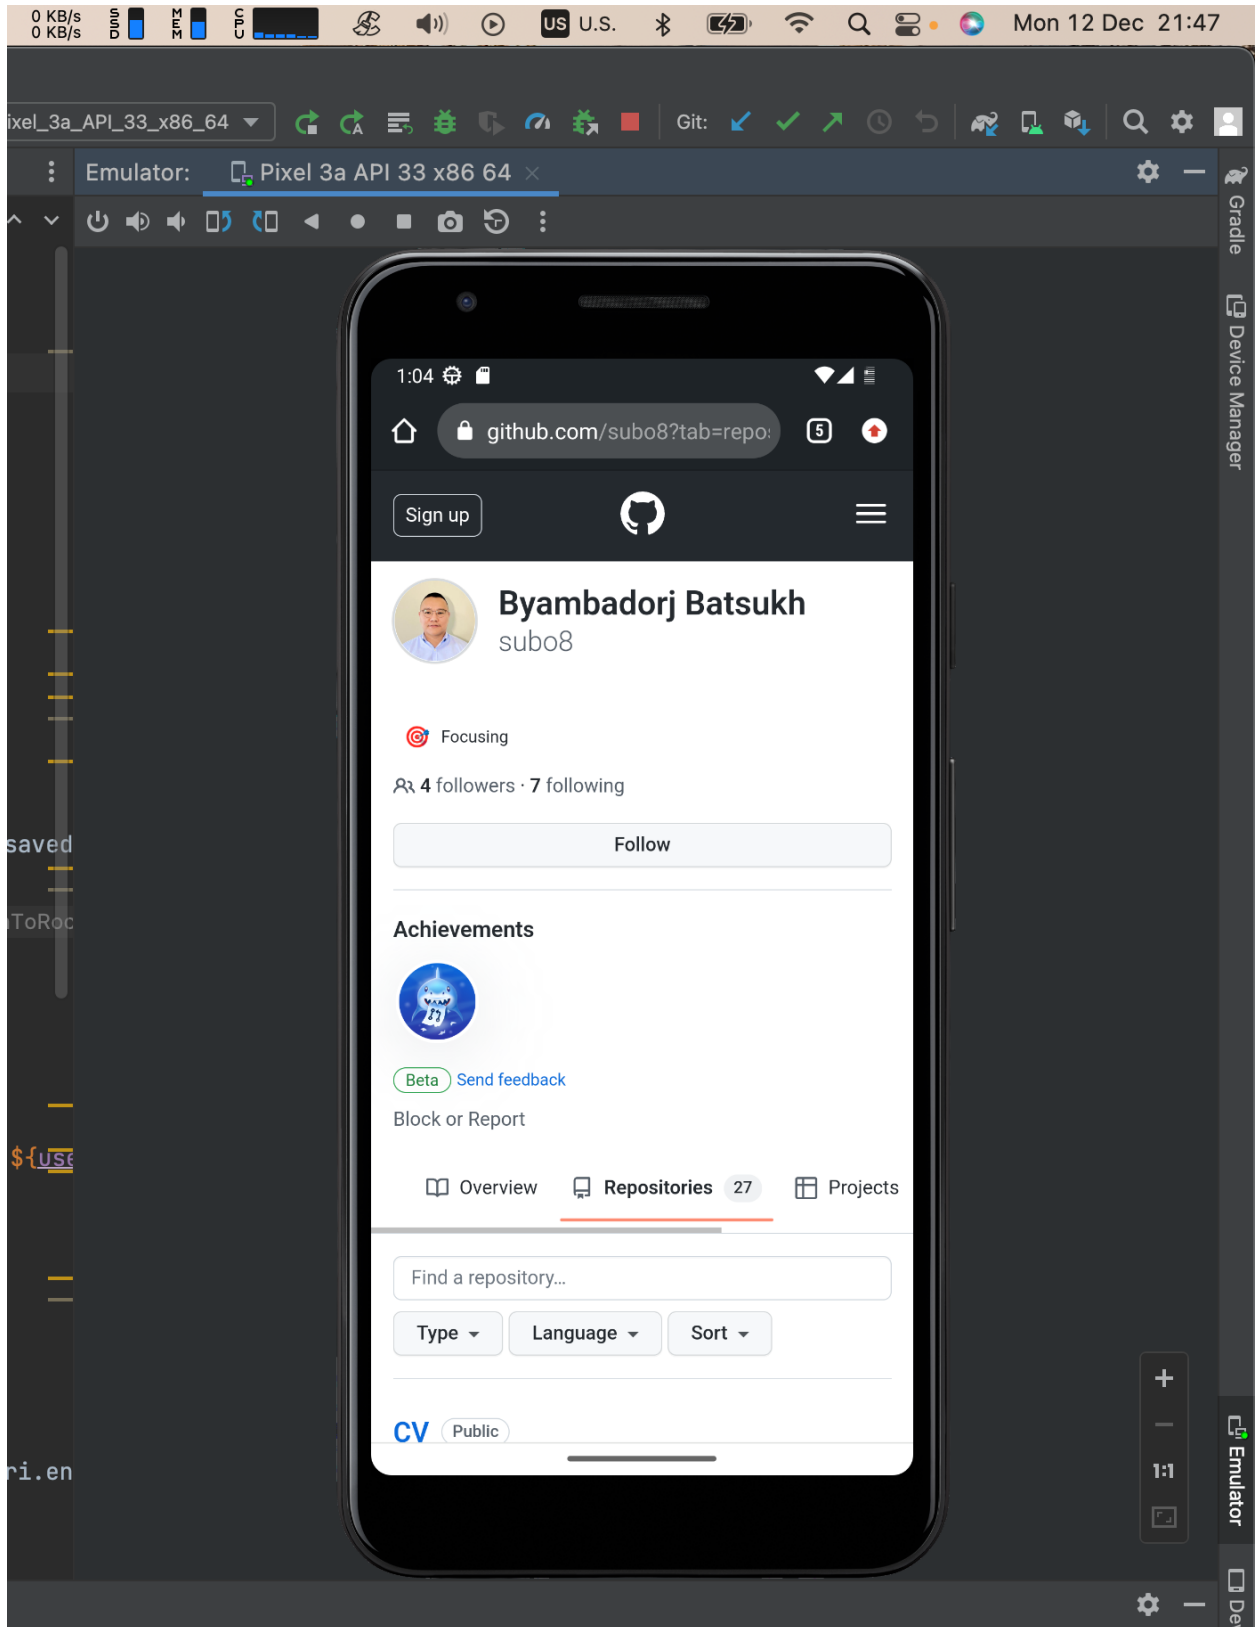 0 KB/s
0 KB/s
SSD
MEM
CPU
US U.S.
Mon 12 Dec 21:47
ixel_3a_API_33_x86_64
Git:
Emulator:
Pixel 3a API 33 x86 64
Gradle
Device Manager
1:04
github.com/subo8?tab=repo
5
Sign up
Byambadorj Batsukh
subo8
Focusing
4 followers · 7 following
Follow
Achievements
Beta Send feedback
Block or Report
Overview
Repositories 27
Projects
Find a repository...
Type
Language
Sort
CV Public
saved
ToRoc
${use
ri.en
1:1
Emulator
Dev